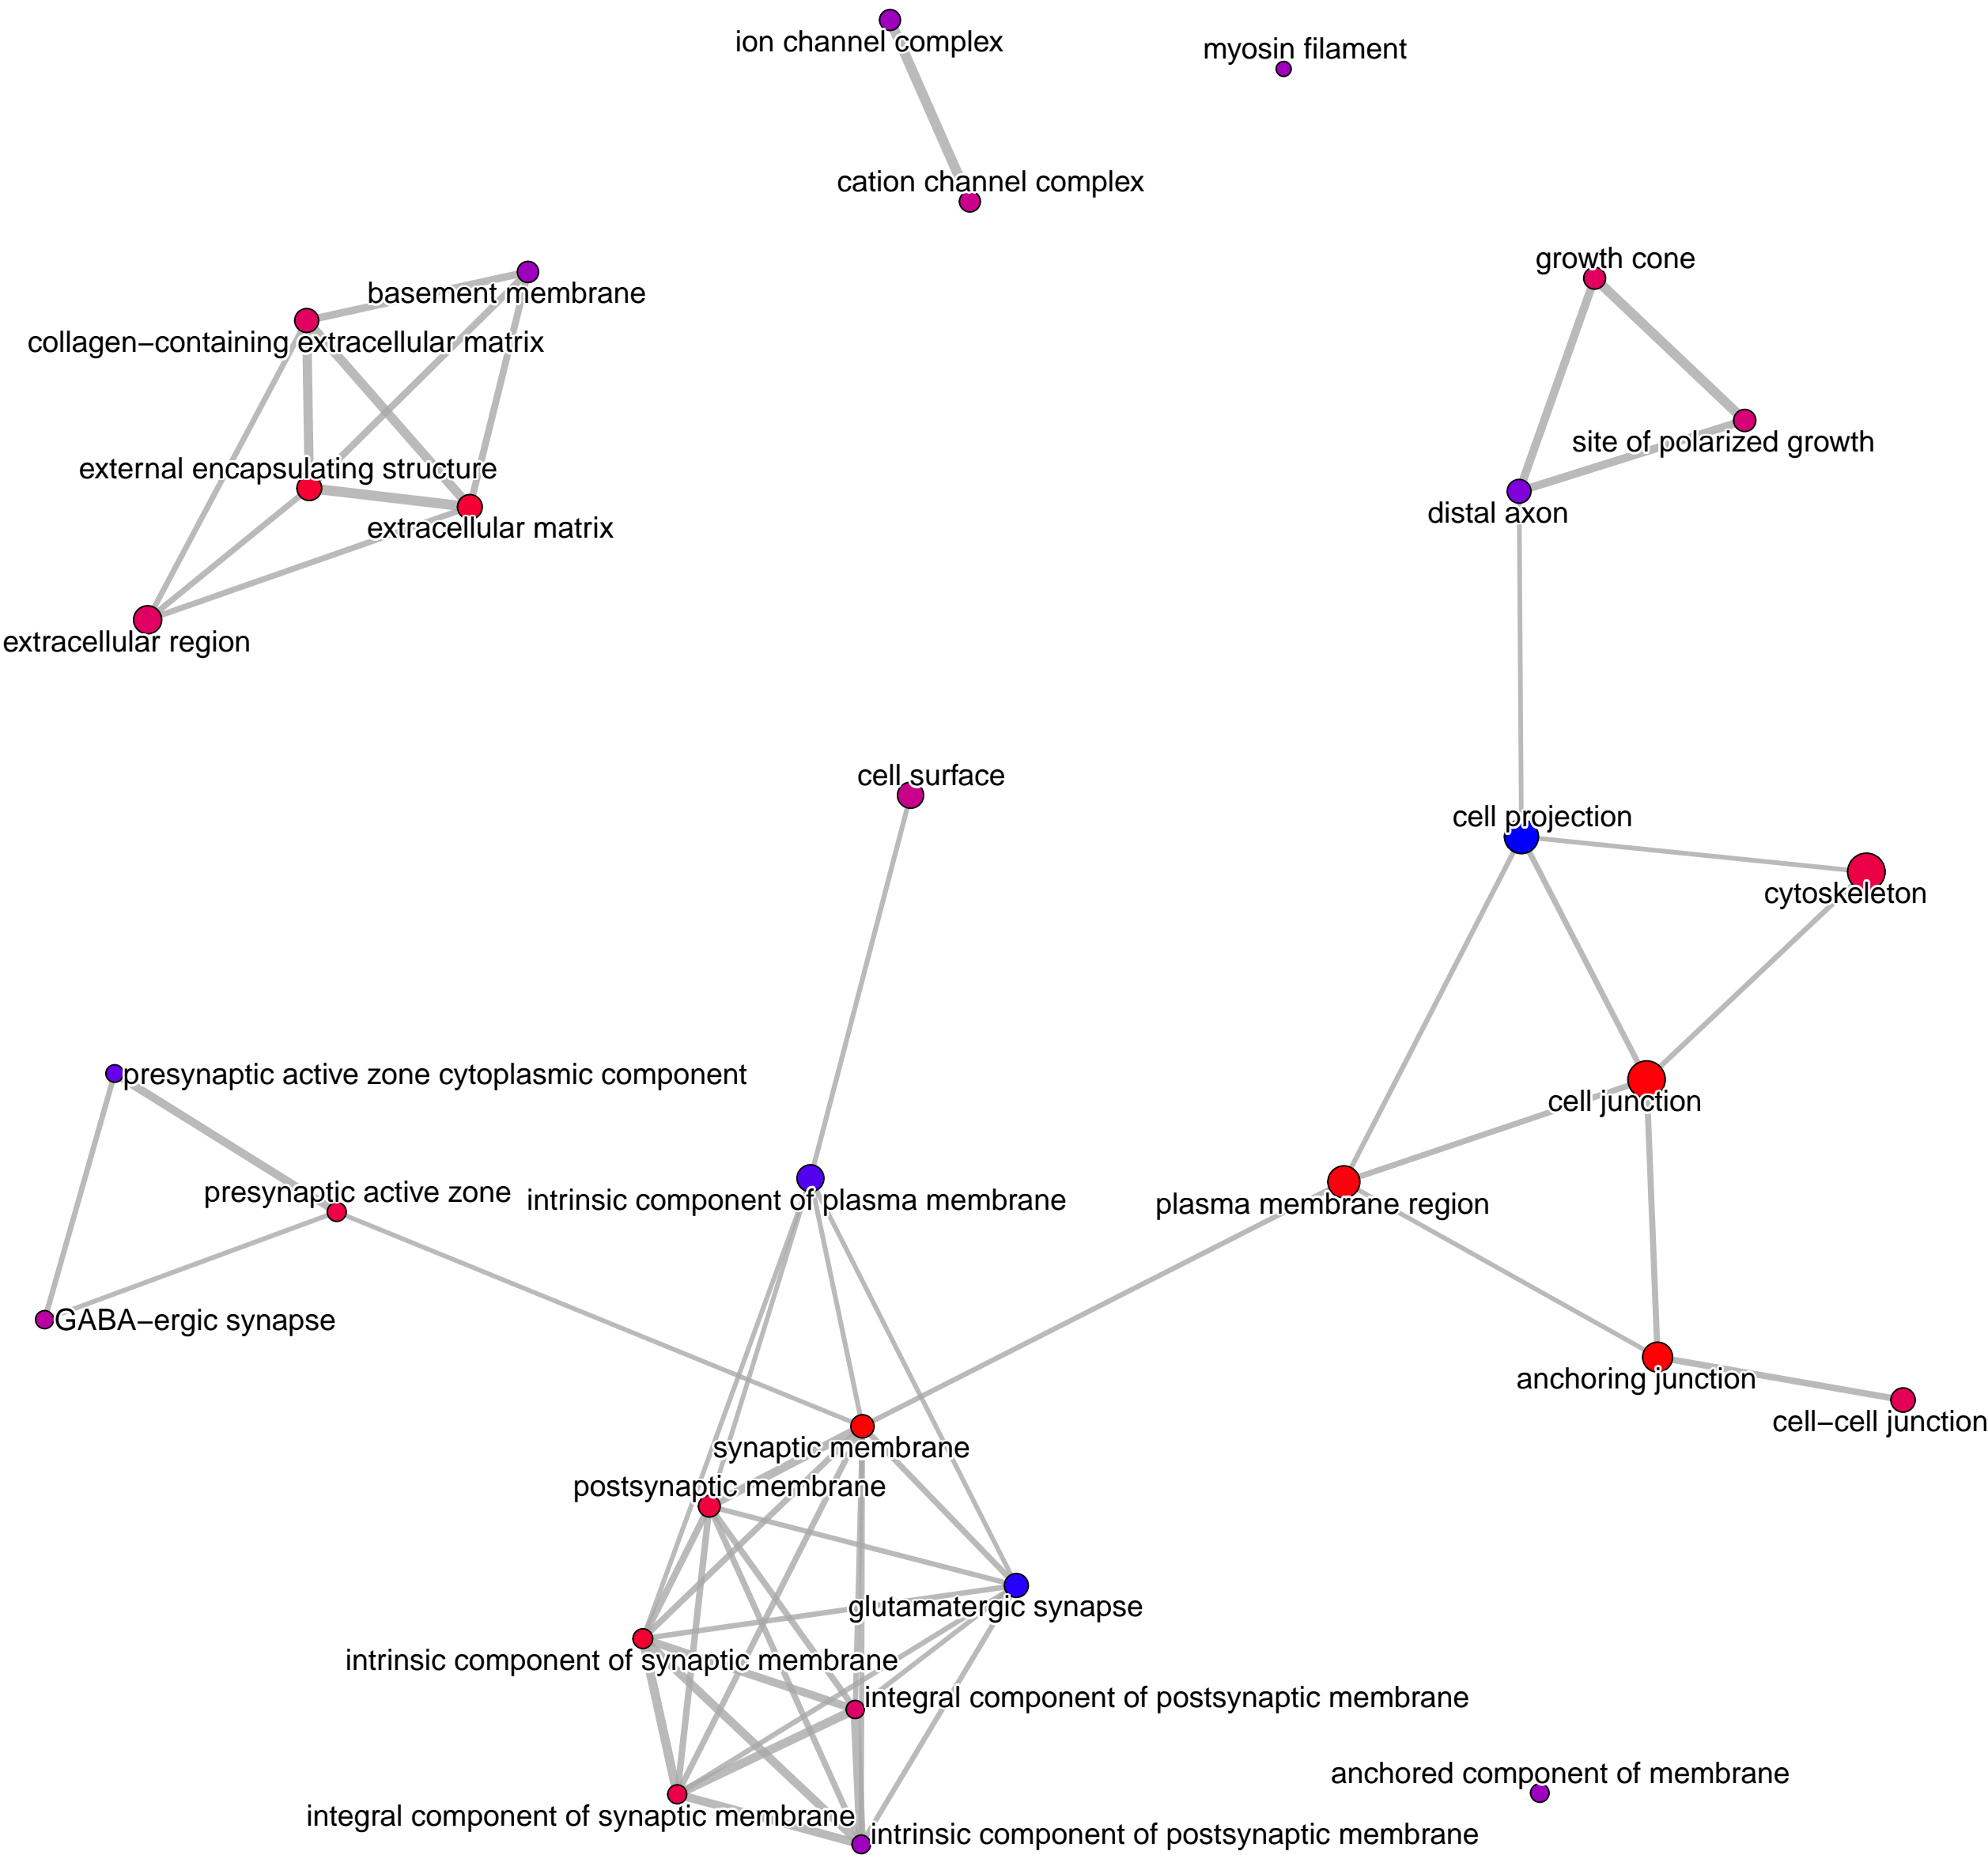 ion channel complex
myosin filament
cation channel complex
growth cone
basement membrane
collagen−containing extracellular matrix
site of polarized growth
external encapsulating structure
distal axon
extracellular matrix
extracellular region
cell surface
cell projection
cytoskeleton
presynaptic active zone cytoplasmic component
cell junction
presynaptic active zone
intrinsic component of plasma membrane
plasma membrane region
GABA−ergic synapse
anchoring junction
cell−cell junction
synaptic membrane
postsynaptic membrane
glutamatergic synapse
intrinsic component of synaptic membrane
integral component of postsynaptic membrane
anchored component of membrane
integral component of synaptic membrane
intrinsic component of postsynaptic membrane